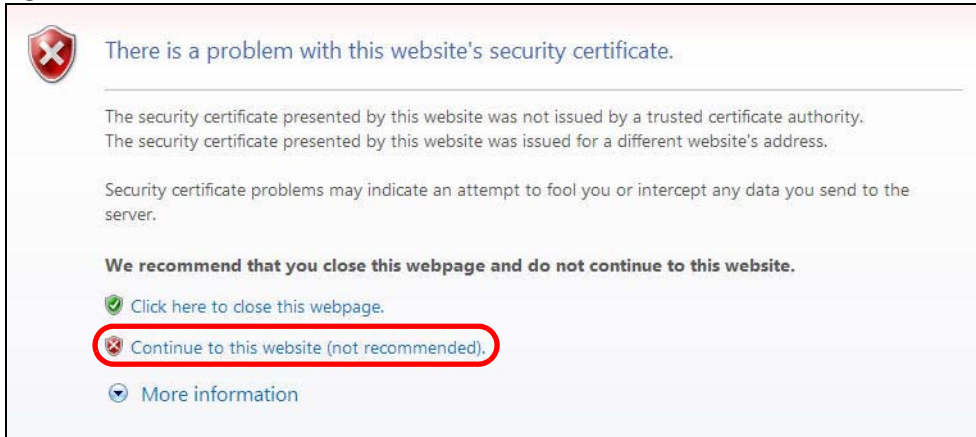 There is a problem with this website's security certificate.
The security certificate presented by this website was not issued by a trusted certificate authority.
The security certificate presented by this website was issued for a different website's address.
Security certificate problems may indicate an attempt to fool you or intercept any data you send to the
server.
We recommend that you close this webpage and do not continue to this website.
Click here to close this webpage.
Continue to this website (not recommended).
More information